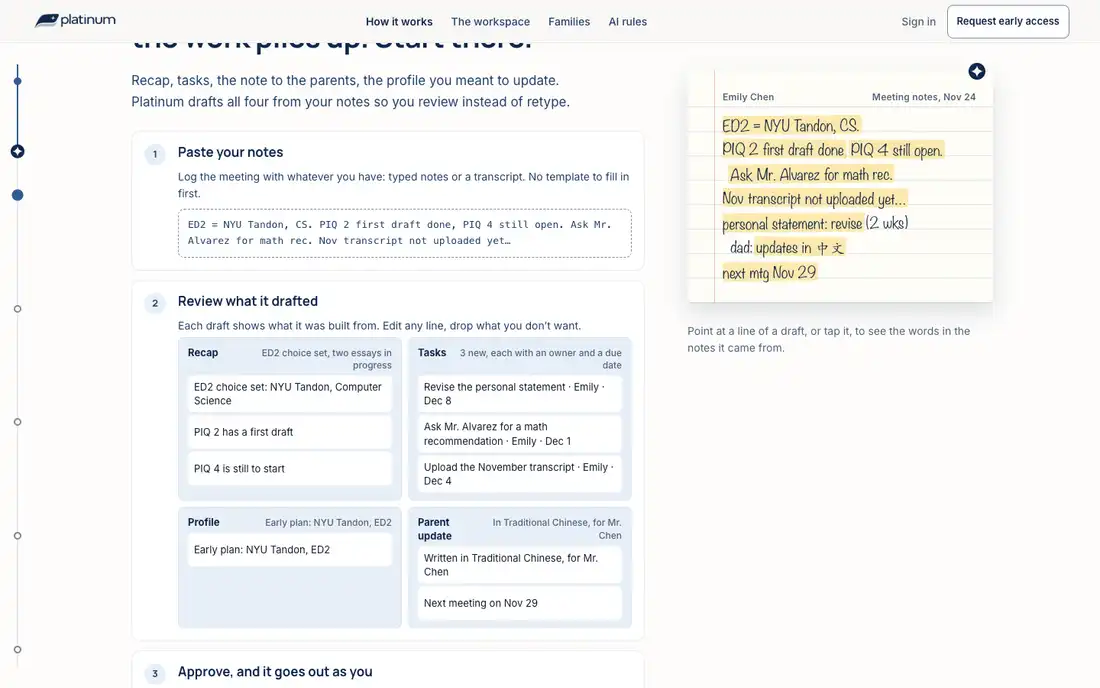 platinum
How it works
The workspace
Families
AI rules
Sign in
Request early access
the work piles up. Start there.
Recap, tasks, the note to the parents, the profile you meant to update.
Platinum drafts all four from your notes so you review instead of retype.
1
Paste your notes
Log the meeting with whatever you have: typed notes or a transcript. No template to fill in
first.
ED2 = NYU Tandon, CS. PIQ 2 first draft done, PIQ 4 still open. Ask Mr.
Alvarez for math rec. Nov transcript not uploaded yet…
2
Review what it drafted
Each draft shows what it was built from. Edit any line, drop what you don't want.
Recap
ED2 choice set, two essays in
progress
ED2 choice set: NYU Tandon, Computer
Science
PIQ 2 has a first draft
PIQ 4 is still to start
Tasks
3 new, each with an owner and a due
date
Revise the personal statement · Emily ·
Dec 8
Ask Mr. Alvarez for a math
recommendation · Emily · Dec 1
Upload the November transcript · Emily ·
Dec 4
Profile
Early plan: NYU Tandon, ED2
Early plan: NYU Tandon, ED2
Parent
update
In Traditional Chinese, for Mr.
Chen
Written in Traditional Chinese, for Mr.
Chen
Next meeting on Nov 29
3
Approve, and it goes out as you
Emily Chen
Meeting notes, Nov 24
ED2 = NYU Tandon, CS.
PIQ 2 first draft done PIQ 4 still open.
Ask Mr. Alvarez for math rec.
Nov transcript not uploaded yet...
personal statement: revise (2 wks)
dad: updates in 中文
next mtg Nov 29
Point at a line of a draft, or tap it, to see the words in the
notes it came from.